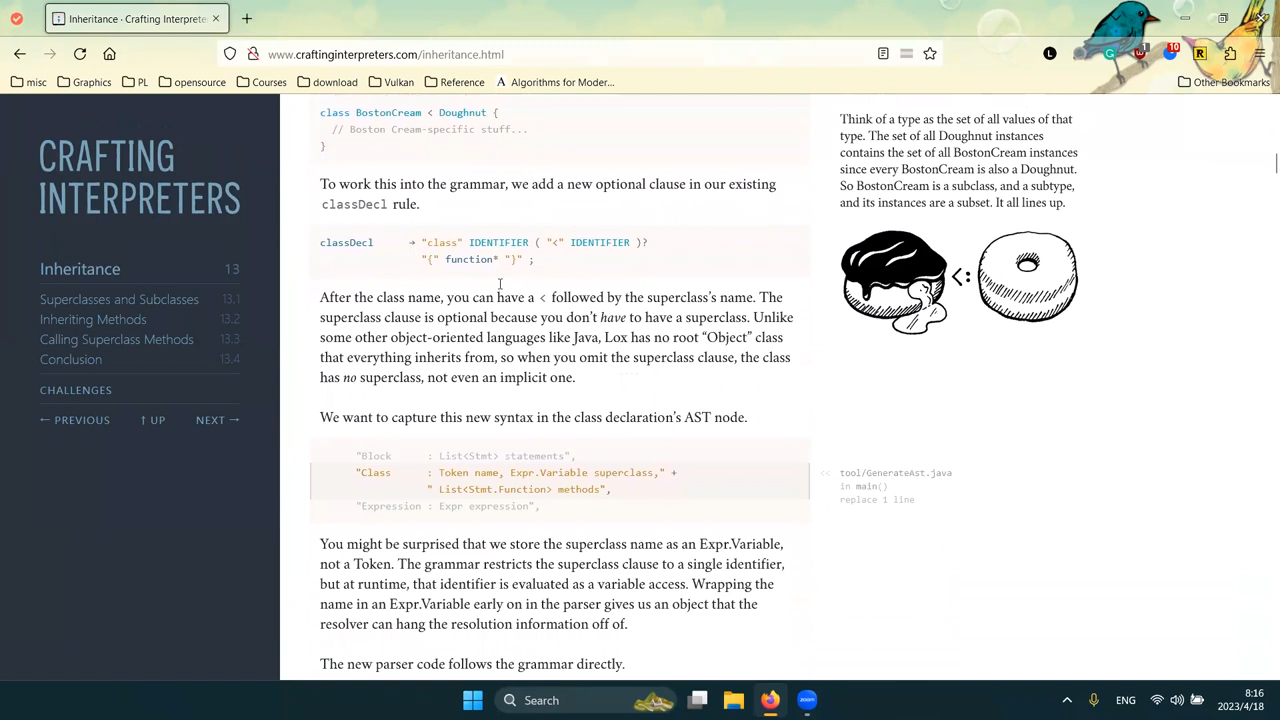 Inheritance · Crafting Interprete
www.craftinginterpreters.com/inheritance.html
L
1
10
R
misc
Graphics
PL
opensource
Courses
download
Vulkan
Reference
A Algorithms for Moder...
Other Bookmarks
CRAFTING
INTERPRETERS
Inheritance 13
Superclasses and Subclasses 13.1
Inheriting Methods 13.2
Calling Superclass Methods 13.3
Conclusion 13.4
CHALLENGES
← PREVIOUS ↑ UP NEXT →
class BostonCream < Doughnut {
// Boston Cream-specific stuff...
}
To work this into the grammar, we add a new optional clause in our existing
classDecl rule.
classDecl → "class" IDENTIFIER ( "<" IDENTIFIER )?
"{" function* "}" ;
After the class name, you can have a < followed by the superclass’s name. The
superclass clause is optional because you don’t have to have a superclass. Unlike
some other object-oriented languages like Java, Lox has no root “Object” class
that everything inherits from, so when you omit the superclass clause, the class
has no superclass, not even an implicit one.
We want to capture this new syntax in the class declaration’s AST node.
"Block : List<Stmt> statements",
"Class : Token name, Expr.Variable superclass," +
" List<Stmt.Function> methods",
"Expression : Expr expression",
You might be surprised that we store the superclass name as an Expr.Variable,
not a Token. The grammar restricts the superclass clause to a single identifier,
but at runtime, that identifier is evaluated as a variable access. Wrapping the
name in an Expr.Variable early on in the parser gives us an object that the
resolver can hang the resolution information off of.
The new parser code follows the grammar directly.
Think of a type as the set of all values of that
type. The set of all Doughnut instances
contains the set of all BostonCream instances
since every BostonCream is also a Doughnut.
So BostonCream is a subclass, and a subtype,
and its instances are a subset. It all lines up.
<:
<< tool/GenerateAst.java
in main()
replace 1 line
Search
ENG
8:16
2023/4/18